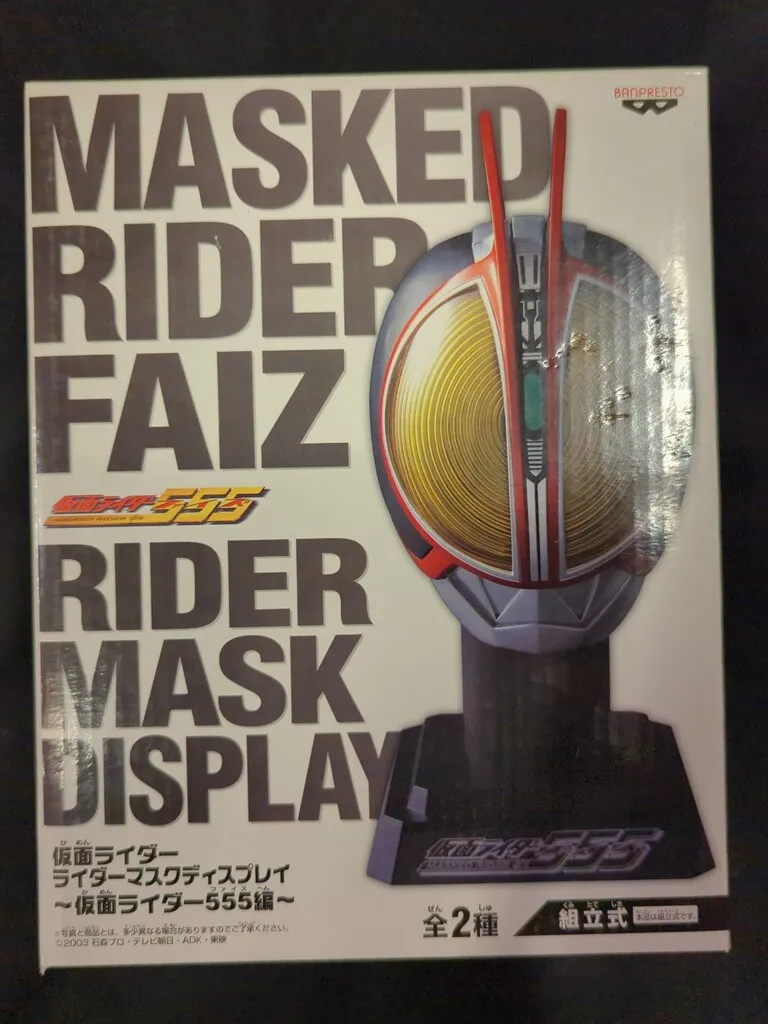 BANPRESTO
MASKED
RIDER
FAIZ
仮面ライダー555
RIDER
MASK
DISPLAY
仮面ライダー
ライダーマスクディスプレイ
～仮面ライダー555編～
※写真と商品とは、多少異なる場合がありますのでご了承ください。
©2003 石森プロ・テレビ朝日・ADK・東映
仮面ライダー555
MASKED RIDER
全2種
組立式
本品は組立式です。